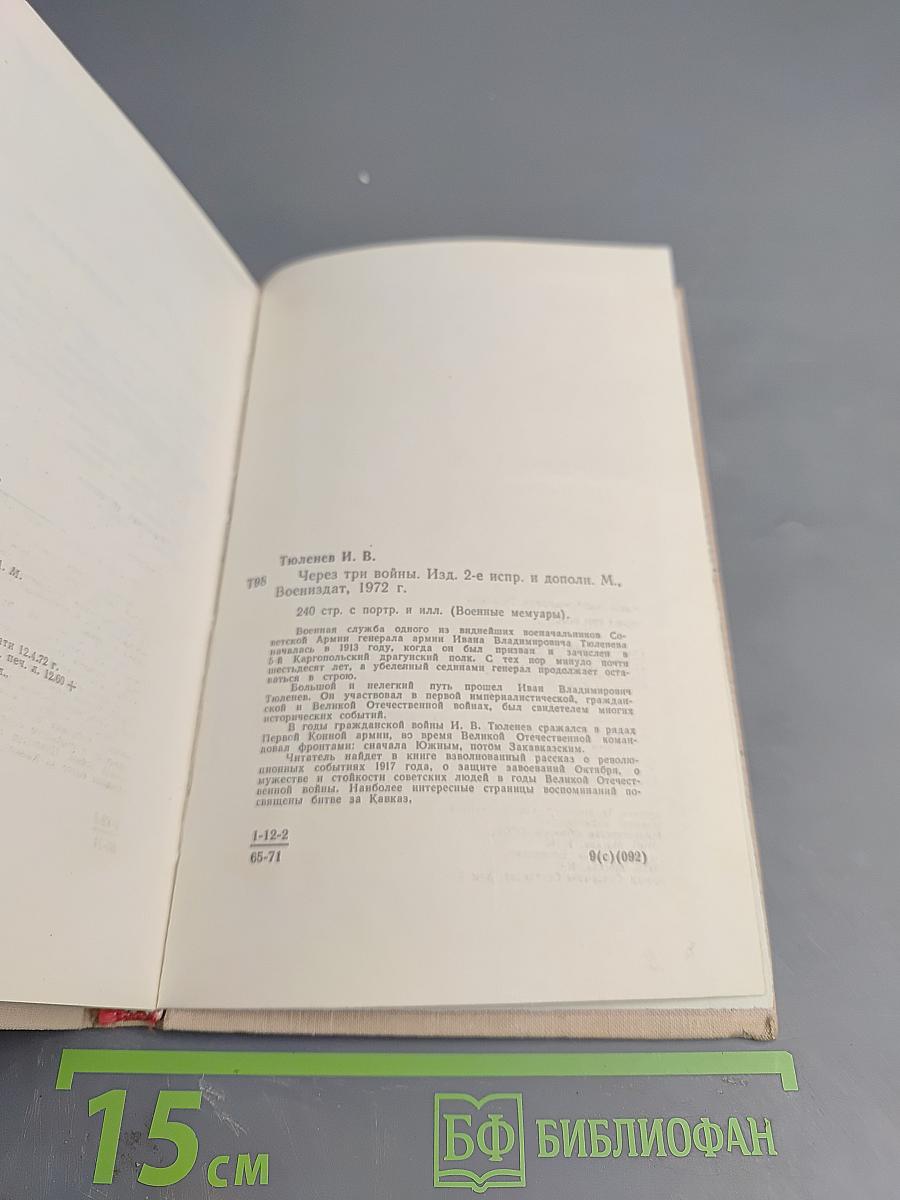 М.
12.4.72 г.
печ. л. 12.60 +
Тюленев И. В.
Т98 Через три войны. Изд. 2-е испр. и дополн. М.,
Воениздат, 1972 г.
240 стр. с портр. и илл. (Военные мемуары).
Военная служба одного из виднейших военачальников Со-
ветской Армии генерала армии Ивана Владимировича Тюленева
началась в 1913 году, когда он был призван и зачислен в
5-й Каргопольский драгунский полк. С тех пор минуло почти
шестьдесят лет, а убеленный сединами генерал продолжает оста-
ваться в строю.
Большой и нелегкий путь прошел Иван Владимирович
Тюленев. Он участвовал в первой империалистической, граждан-
ской и Великой Отечественной войнах, был свидетелем многих
исторических событий.
В годы гражданской войны И. В. Тюленев сражался в рядах
Первой Конной армии, во время Великой Отечественной коман-
довал фронтами: сначала Южным, потом Закавказским.
Читатель найдет в книге взволнованный рассказ о револю-
ционных событиях 1917 года, о защите завоеваний Октября, о
мужестве и стойкости советских людей в годы Великой Отечест-
венной войны. Наиболее интересные страницы воспоминаний по-
священы битве за Кавказ.
1-12-2
65-71 9(с)(092)
15 см БФ БИБЛИОФАН